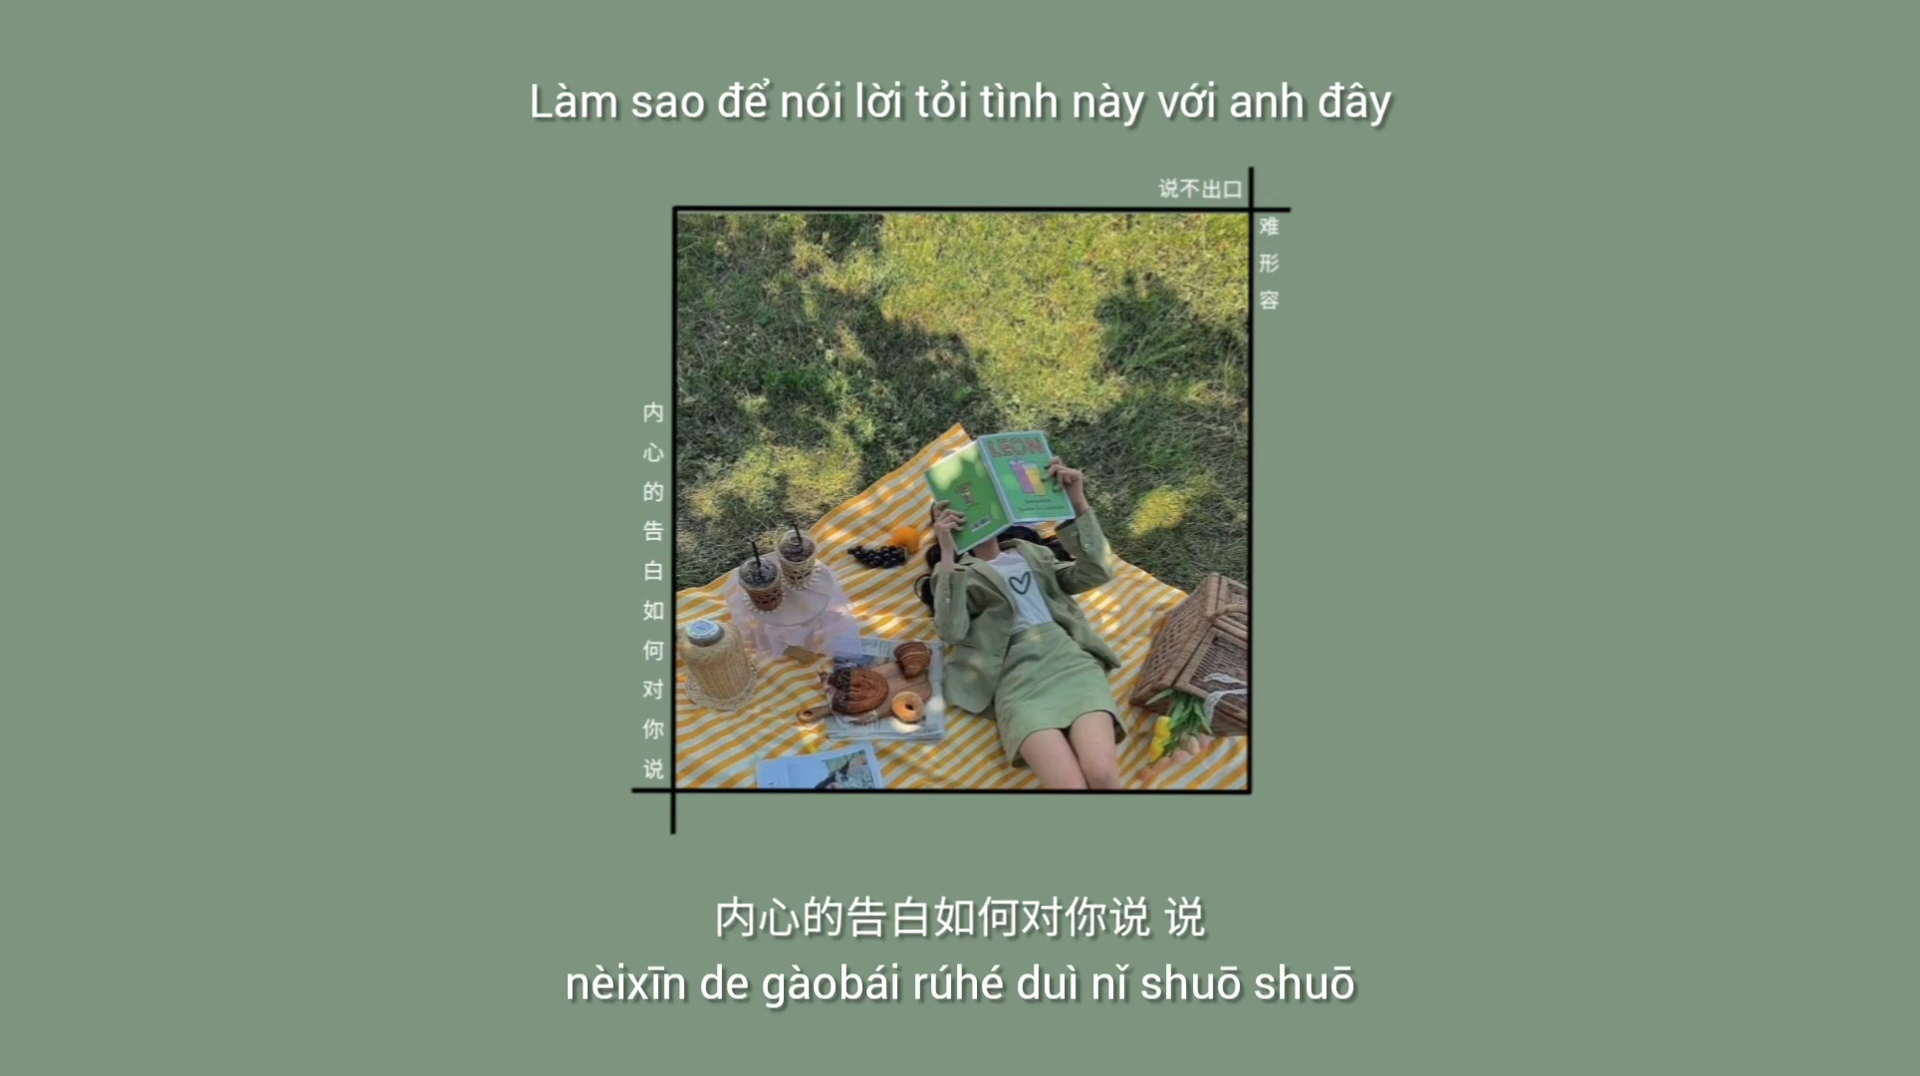 Làm sao để nói lời tỏi tình này với anh đây
说不出口
难形容
内心的告白如何对你说
LEON
内心的告白如何对你说 说
nèixīn de gàobái rúhé duì nǐ shuō shuō